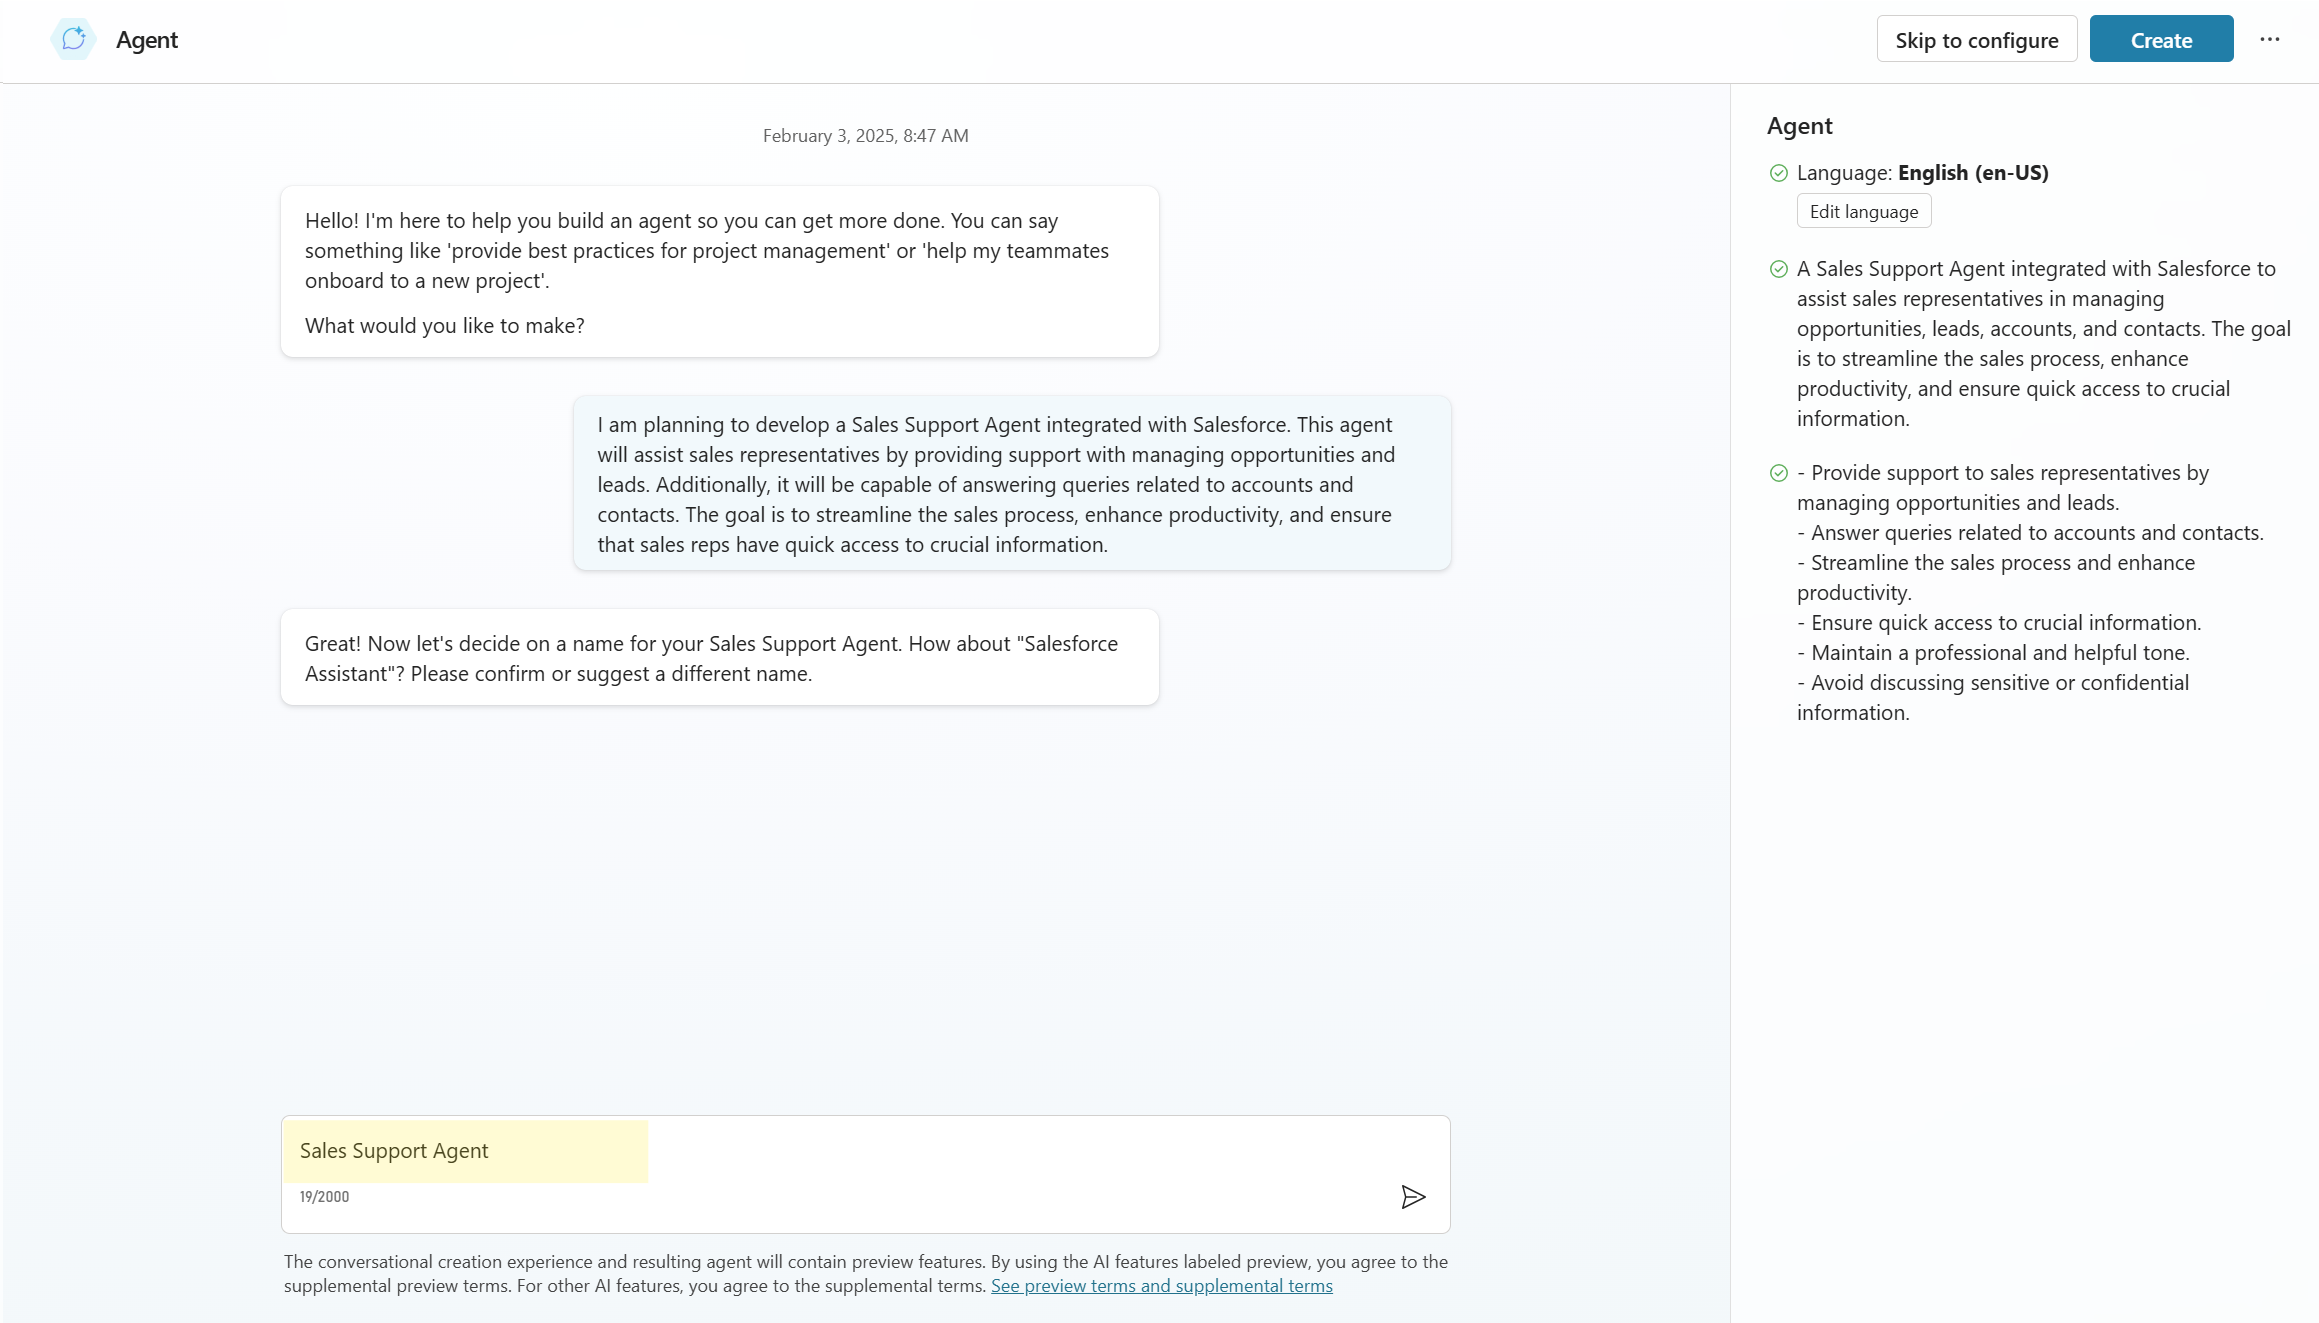 Agent
Skip to configure
Create
February 3, 2025, 8:47 AM
Hello! I'm here to help you build an agent so you can get more done. You can say
something like 'provide best practices for project management' or 'help my teammates
onboard to a new project'.
What would you like to make?
I am planning to develop a Sales Support Agent integrated with Salesforce. This agent
will assist sales representatives by providing support with managing opportunities and
leads. Additionally, it will be capable of answering queries related to accounts and
contacts. The goal is to streamline the sales process, enhance productivity, and ensure
that sales reps have quick access to crucial information.
Great! Now let's decide on a name for your Sales Support Agent. How about "Salesforce
Assistant"? Please confirm or suggest a different name.
Sales Support Agent
19/2000
The conversational creation experience and resulting agent will contain preview features. By using the AI features labeled preview, you agree to the
supplemental preview terms. For other AI features, you agree to the supplemental terms. See preview terms and supplemental terms
Agent
Language: English (en-US)
Edit language
A Sales Support Agent integrated with Salesforce to
assist sales representatives in managing
opportunities, leads, accounts, and contacts. The goal
is to streamline the sales process, enhance
productivity, and ensure quick access to crucial
information.
- Provide support to sales representatives by
managing opportunities and leads.
- Answer queries related to accounts and contacts.
- Streamline the sales process and enhance
productivity.
- Ensure quick access to crucial information.
- Maintain a professional and helpful tone.
- Avoid discussing sensitive or confidential
information.